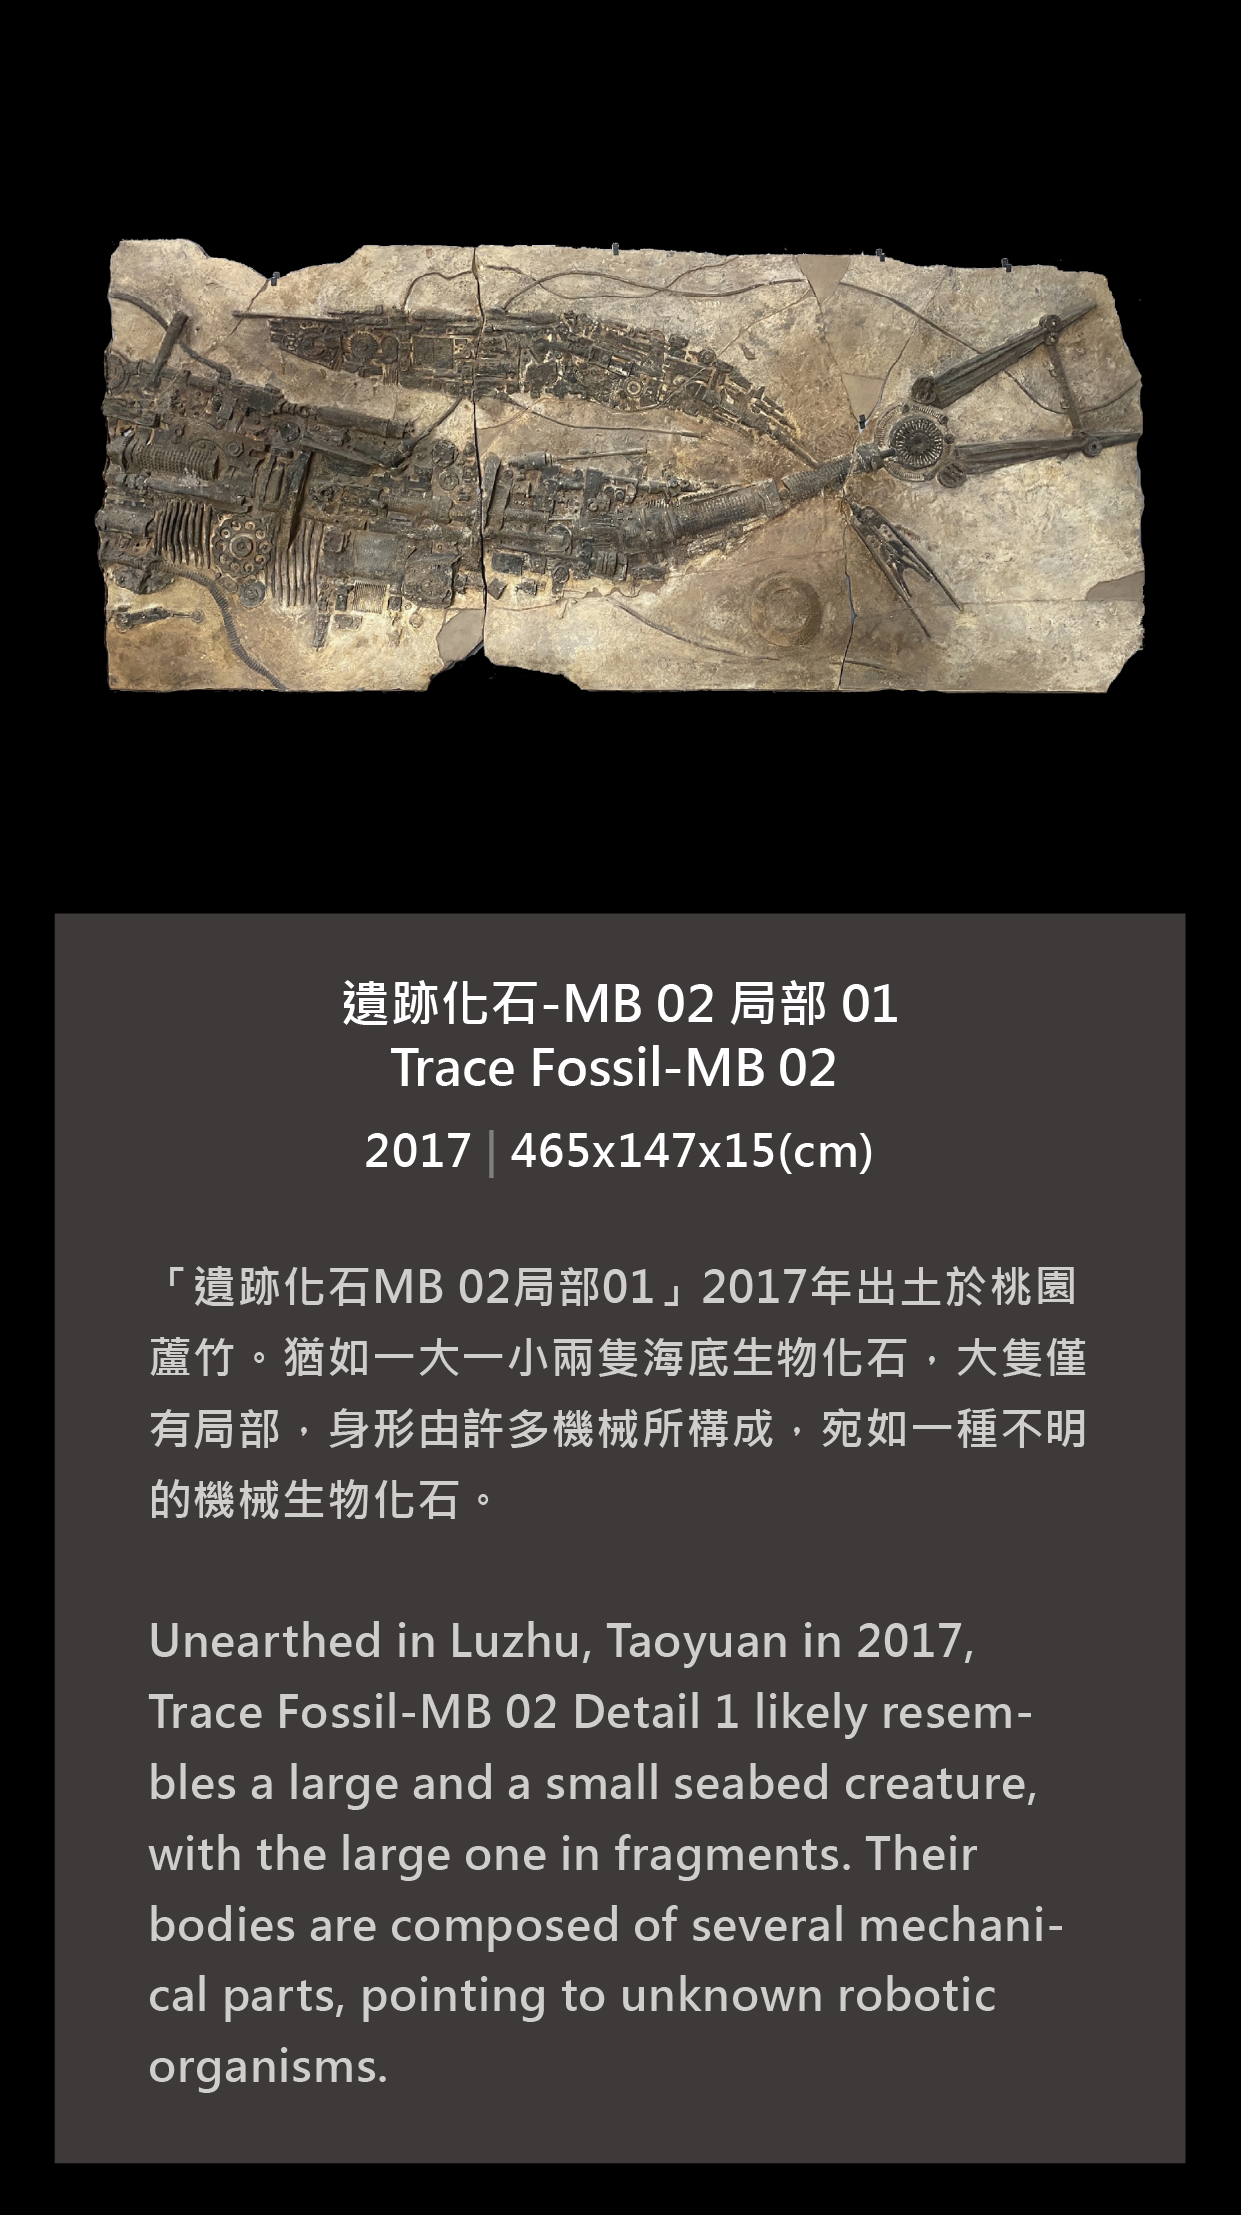 遺跡化石-MB 02 局部 01
Trace Fossil-MB 02
2017 | 465x147x15(cm)
「遺跡化石MB 02局部01」2017年出土於桃園
蘆竹。猶如一大一小兩隻海底生物化石，大隻僅
有局部，身形由許多機械所構成，宛如一種不明
的機械生物化石。
Unearthed in Luzhu, Taoyuan in 2017,
Trace Fossil-MB 02 Detail 1 likely resem-
bles a large and a small seabed creature,
with the large one in fragments. Their
bodies are composed of several mechani-
cal parts, pointing to unknown robotic
organisms.